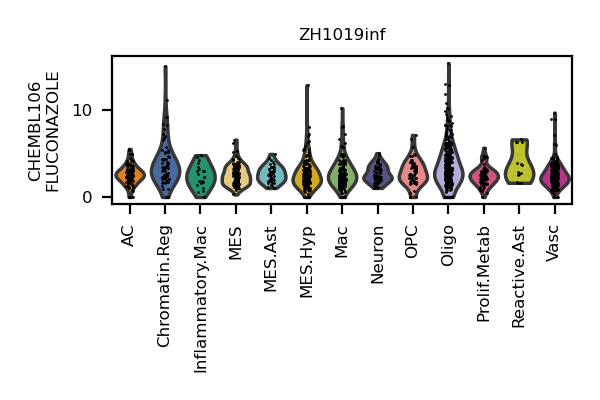 ZH1019inf
CHEMBL106
FLUCONAZOLE
10
0
AC
Chromatin.Reg
Inflammatory.Mac
MES
MES.Ast
MES.Hyp
Mac
Neuron
OPC
Oligo
Prolif.Metab
Reactive.Ast
Vasc